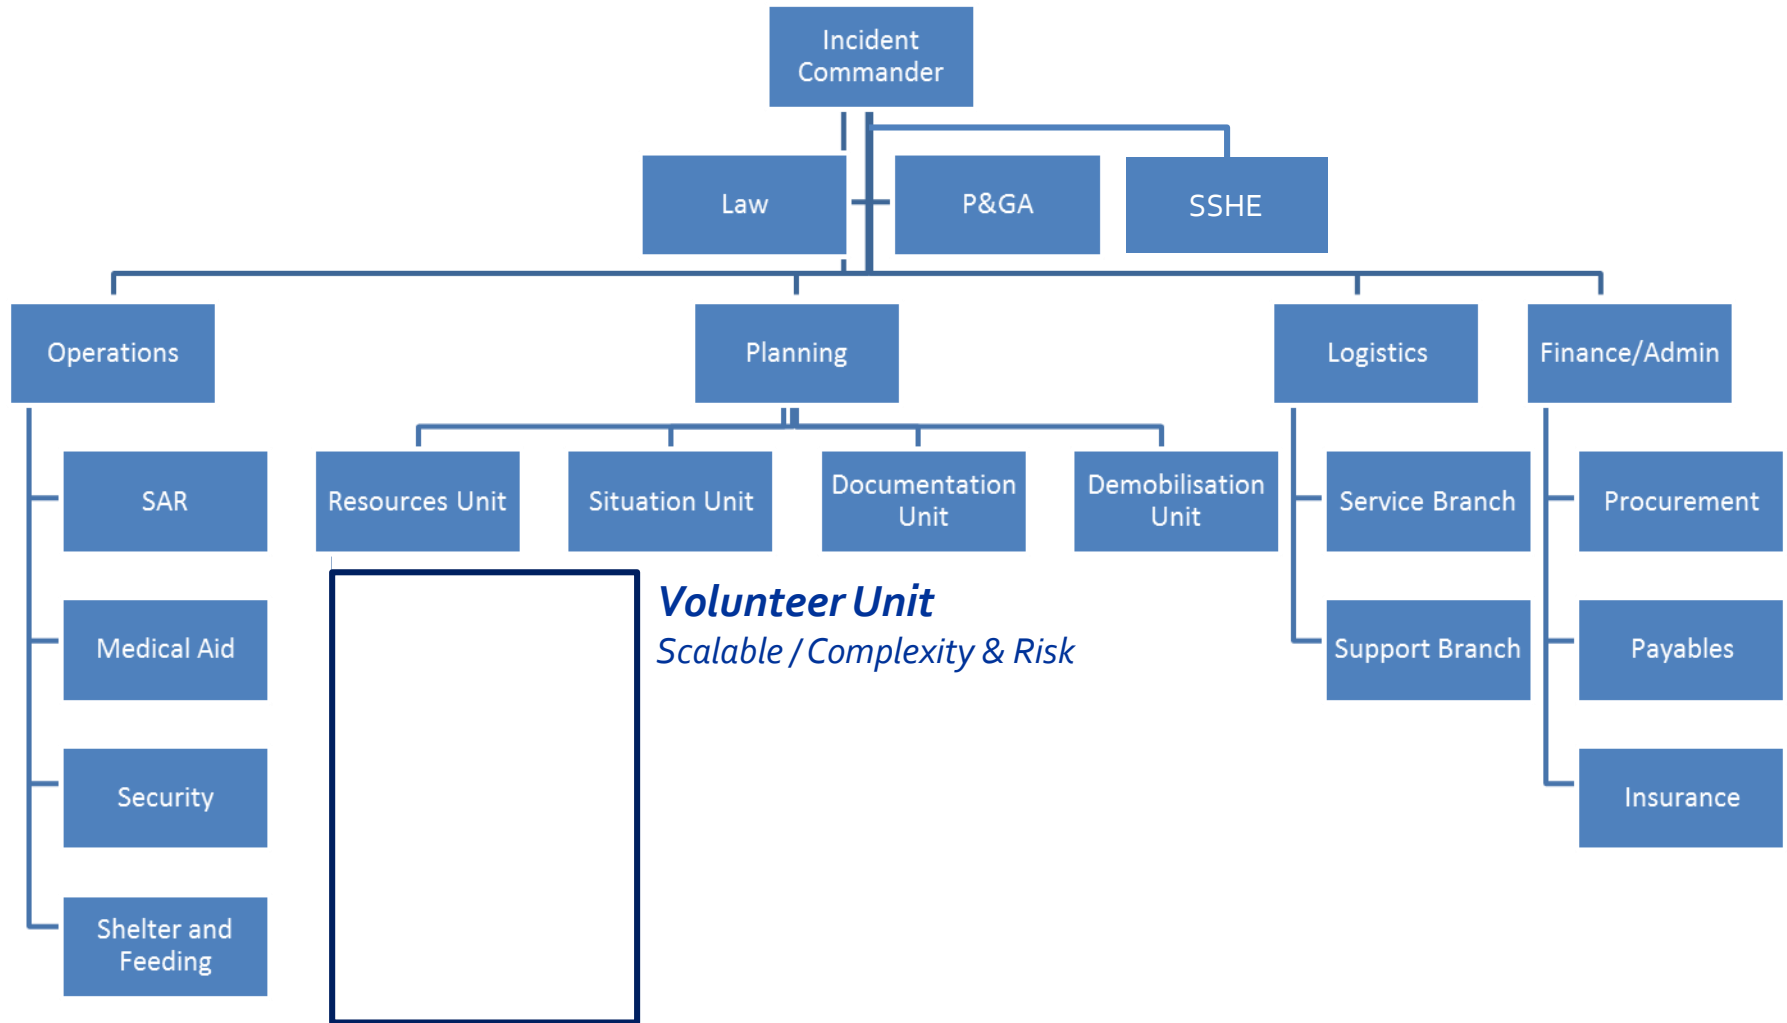 Incident
Commander
Law
P&GA
SSHE
Operations
Planning
Logistics
Finance/Admin
SAR
Resources Unit
Situation Unit
Documentation
Unit
Demobilisation
Unit
Service Branch
Procurement
Volunteer Unit
Scalable / Complexity & Risk
Medical Aid
Support Branch
Payables
Security
Insurance
Shelter and
Feeding